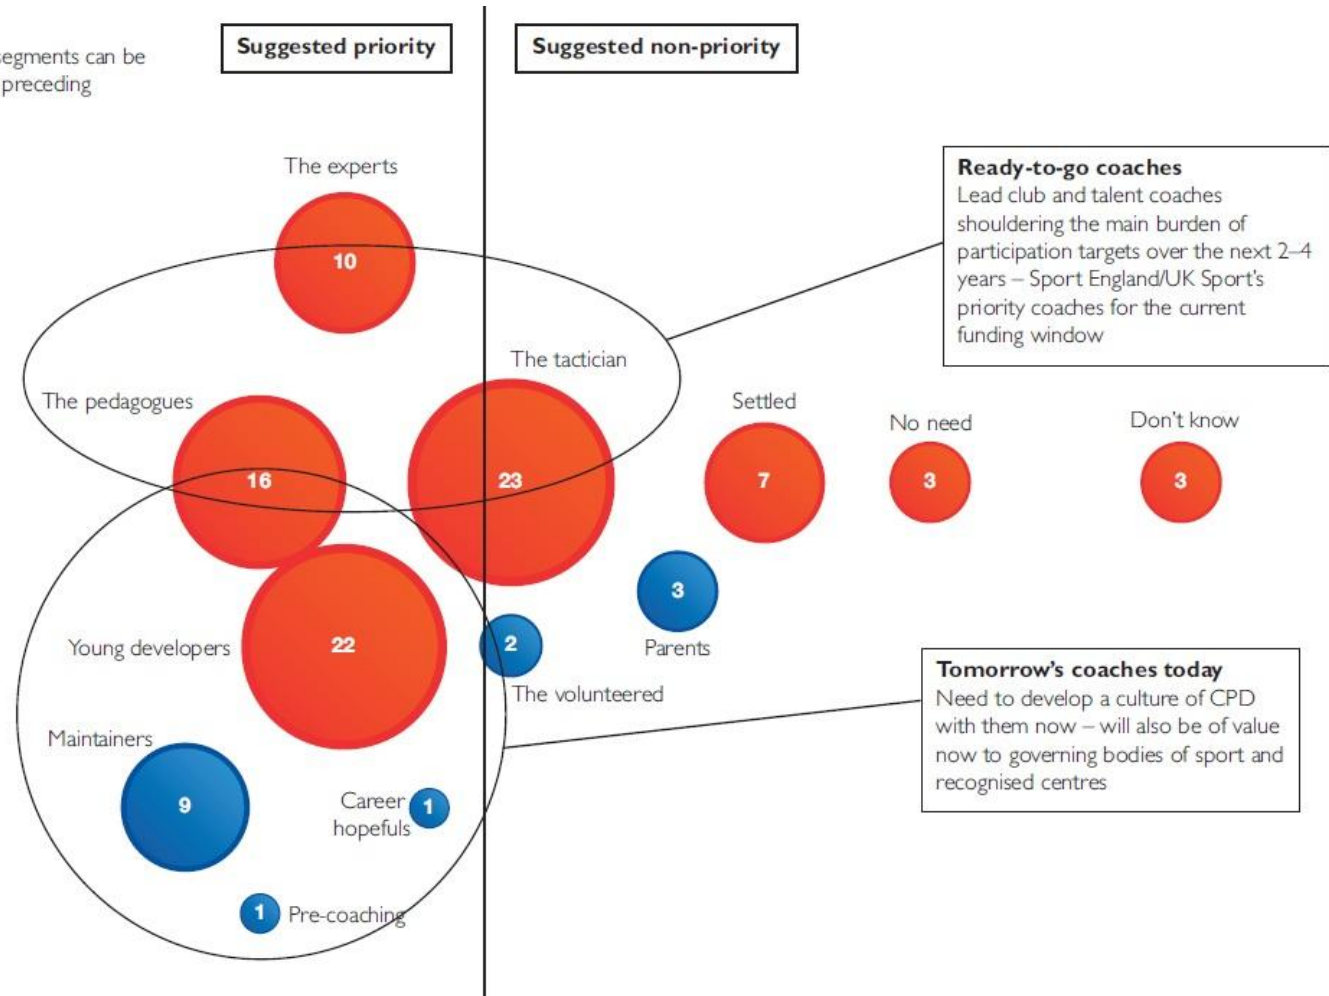 segments can be
preceding
Suggested priority
Suggested non-priority
The experts
10
Ready-to-go coaches
Lead club and talent coaches
shouldering the main burden of
participation targets over the next 2–4
years – Sport England/UK Sport's
priority coaches for the current
funding window
The tactician
The pedagogues
Settled
No need
Don't know
16
23
7
3
3
3
Young developers
22
2
Parents
The volunteered
Tomorrow's coaches today
Need to develop a culture of CPD
with them now – will also be of value
now to governing bodies of sport and
recognised centres
Maintainers
9
Career
hopefuls
1
1
Pre-coaching